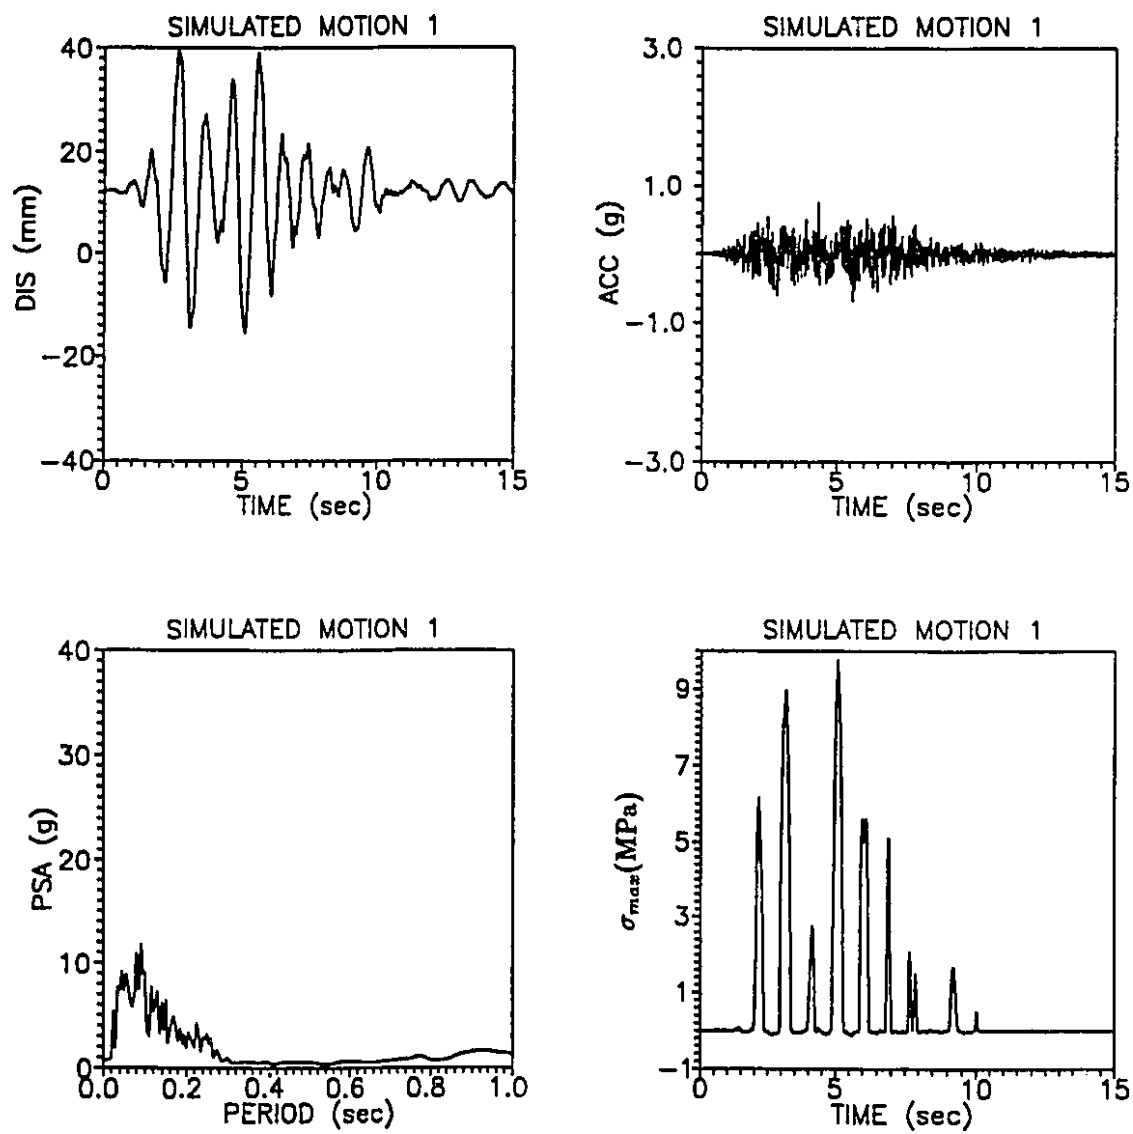 SIMULATED MOTION 1
40
20
0
−20
−40
DIS (mm)
0 5 10 15
TIME (sec)
SIMULATED MOTION 1
3.0
1.0
−1.0
−3.0
ACC (g)
0 5 10 15
TIME (sec)
SIMULATED MOTION 1
40
30
20
10
0
PSA (g)
0.0 0.2 0.4 0.6 0.8 1.0
PERIOD (sec)
SIMULATED MOTION 1
9
7
5
3
1
−1
σmax(MPa)
0 5 10 15
TIME (sec)